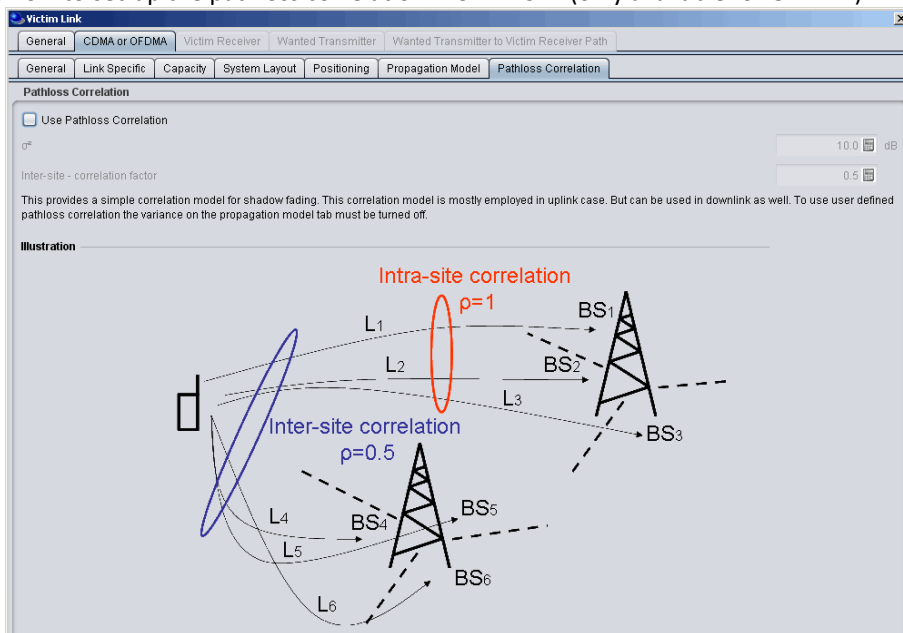 Victim Link
General CDMA or OFDMA Victim Receiver Wanted Transmitter Wanted Transmitter to Victim Receiver Path
General Link Specific Capacity System Layout Positioning Propagation Model Pathloss Correlation
Pathloss Correlation
Use Pathloss Correlation
σ² 10.0 dB
Inter-site - correlation factor 0.5
This provides a simple correlation model for shadow fading. This correlation model is mostly employed in uplink case. But can be used in downlink as well. To use user defined
pathloss correlation the variance on the propagation model tab must be turned off.
Illustration
Intra-site correlation
ρ=1
BS1
L1
L2
BS2
L3
BS3
Inter-site correlation
ρ=0.5
L4
BS4
BS5
L5
BS6
L6